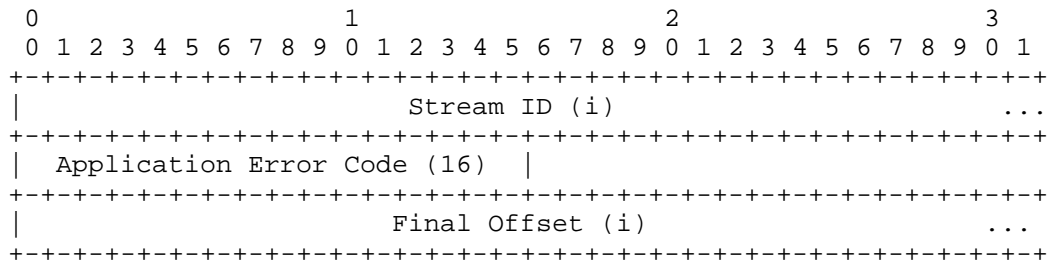 0                   1                   2                   3
 0 1 2 3 4 5 6 7 8 9 0 1 2 3 4 5 6 7 8 9 0 1 2 3 4 5 6 7 8 9 0 1
+-+-+-+-+-+-+-+-+-+-+-+-+-+-+-+-+-+-+-+-+-+-+-+-+-+-+-+-+-+-+-+-+
|                        Stream ID (i)                        ...
+-+-+-+-+-+-+-+-+-+-+-+-+-+-+-+-+-+-+-+-+-+-+-+-+-+-+-+-+-+-+-+-+
|  Application Error Code (16)  |
+-+-+-+-+-+-+-+-+-+-+-+-+-+-+-+-+-+-+-+-+-+-+-+-+-+-+-+-+-+-+-+-+
|                       Final Offset (i)                     ...
+-+-+-+-+-+-+-+-+-+-+-+-+-+-+-+-+-+-+-+-+-+-+-+-+-+-+-+-+-+-+-+-+